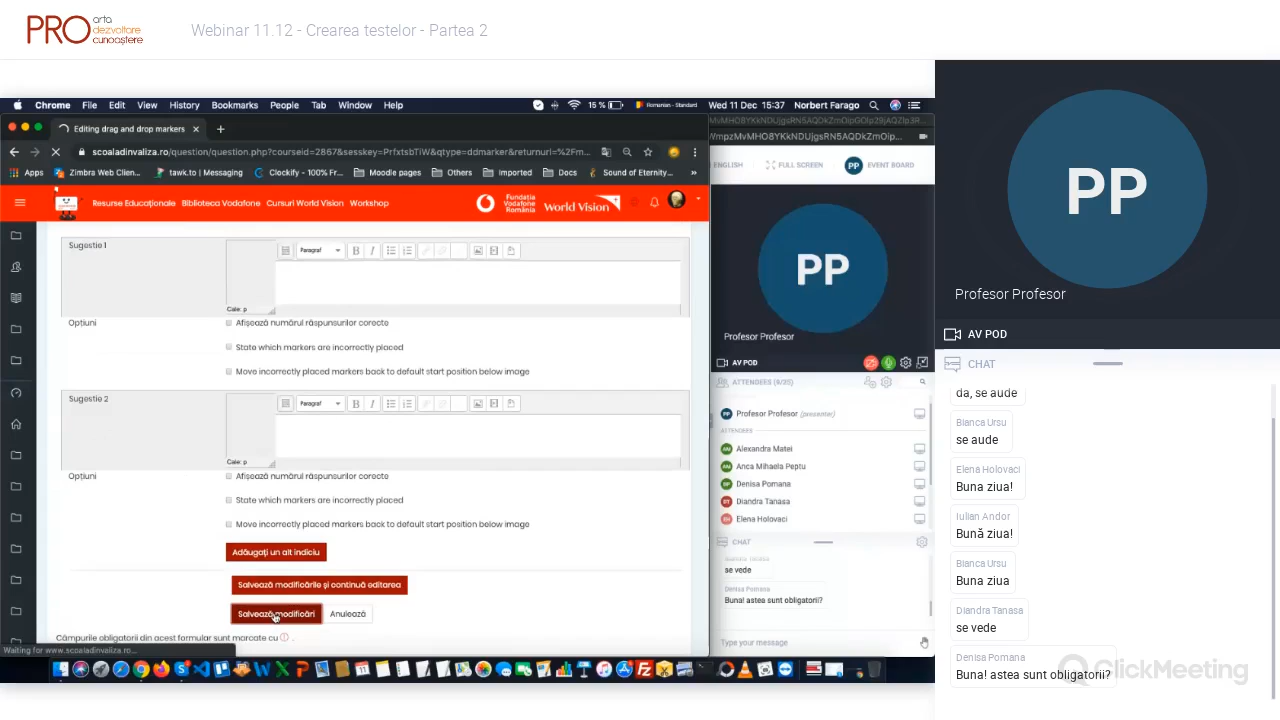 PRO arta dezvoltare cunoaștere
Webinar 11.12 - Crearea testelor - Partea 2
Chrome File Edit View History Bookmarks People Tab Window Help 15 % Romanian - Standard Wed 11 Dec 15:37 Norbert Farago
Editing drag and drop markers
scoaladinvaliza.ro/question/question.php?courseid=2867&sesskey=PrfxtsbTiW&qtype=ddmarker&returnurl=%2Fm...
Apps Zimbra Web Clien... tawk.to | Messaging Clockify - 100% Fr... Moodle pages Others Imported Docs Sound of Eternity... »
Resurse Educaționale Biblioteca Vodafone Cursuri World Vision Workshop
Fundația Vodafone România World Vision
Sugestie 1
Paragraf B I
Cale: p
Opțiuni
Afișează numărul răspunsurilor corecte
State which markers are incorrectly placed
Move incorrectly placed markers back to default start position below image
Sugestie 2
Paragraf B I
Cale: p
Opțiuni
Afișează numărul răspunsurilor corecte
State which markers are incorrectly placed
Move incorrectly placed markers back to default start position below image
Adăugați un alt indiciu
Salvează modificările și continuă editarea
Salvează modificări Anulează
Câmpurile obligatorii din acest formular sunt marcate cu .
Waiting for www.scoaladinvaliza.ro...
ENGLISH FULL SCREEN PP EVENT BOARD
PP
Profesor Profesor
AV POD
ATTENDEES (9/25)
PP Profesor Profesor (presenter)
ATTENDEES
Alexandra Matei
Anca Mihaela Peptu
Denisa Pomana
Diandra Tanasa
Elena Holovaci
CHAT
Diandra Tanasa
se vede
Denisa Pomana
Buna! astea sunt obligatorii?
Type your message
PP
Profesor Profesor
AV POD
CHAT
da, se aude
Bianca Ursu
se aude
Elena Holovaci
Buna ziua!
Iulian Andor
Bună ziua!
Bianca Ursu
Buna ziua
Diandra Tanasa
se vede
Denisa Pomana
Buna! astea sunt obligatorii?
ClickMeeting